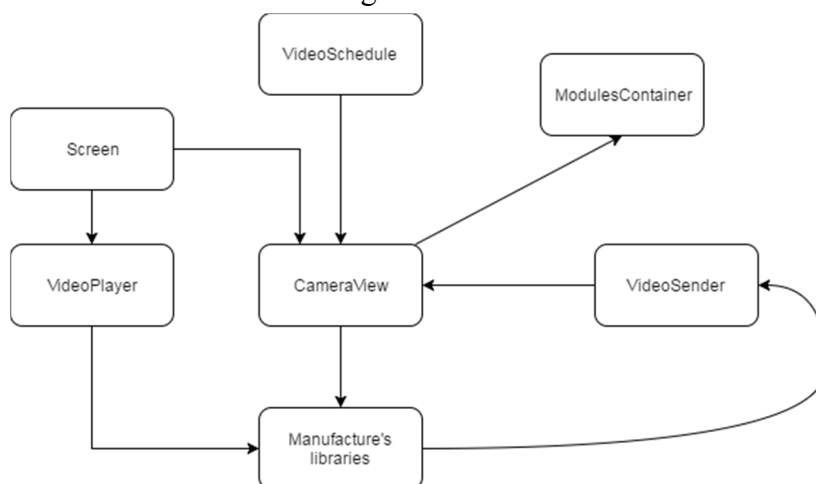 VideoSchedule
ModulesContainer
Screen
VideoPlayer
CameraView
VideoSender
Manufacture's
libraries